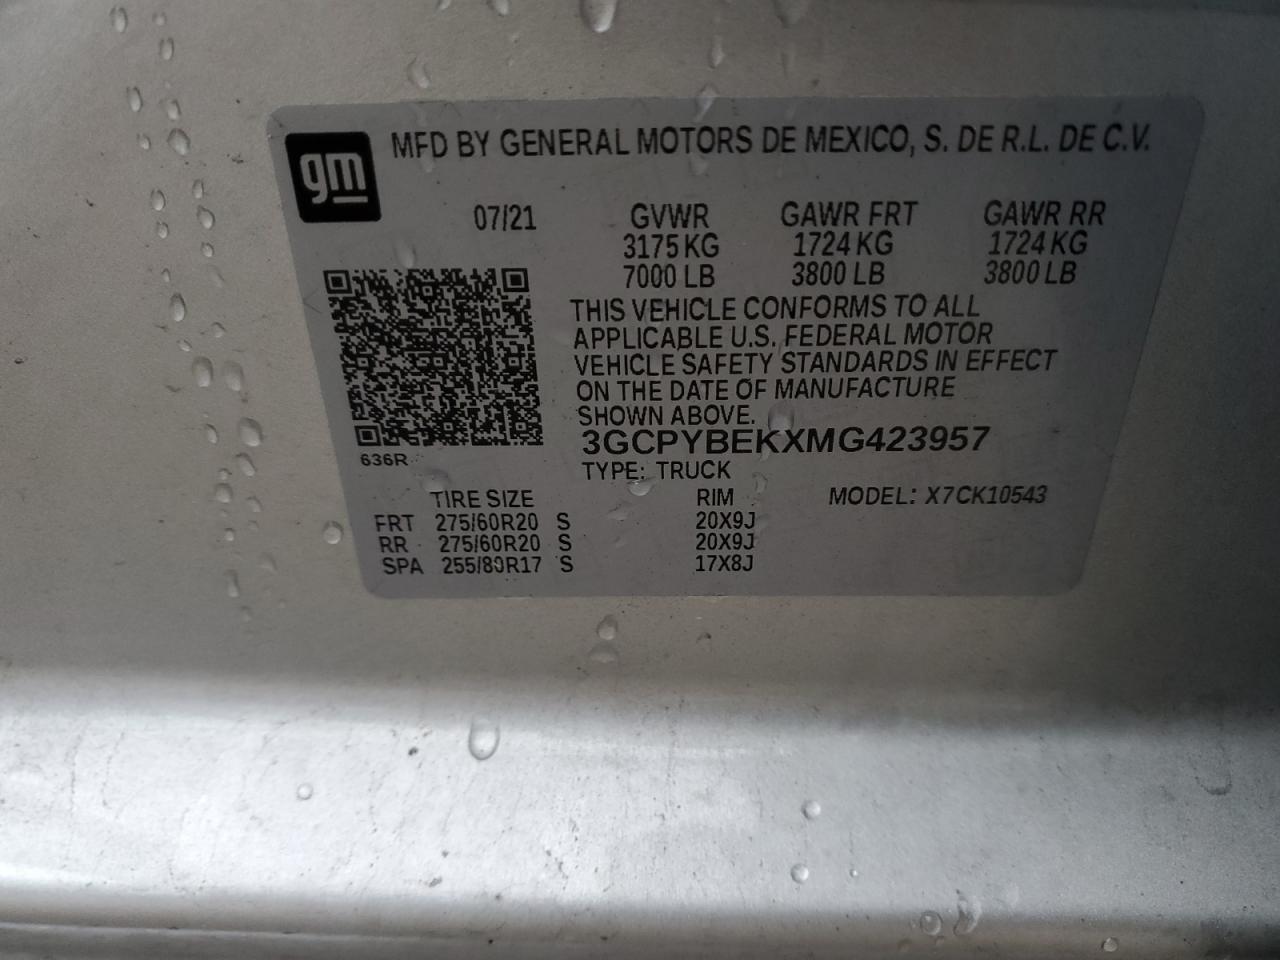 gm
MFD BY GENERAL MOTORS DE MEXICO, S. DE R.L. DE C.V.
07/21 GVWR GAWR FRT GAWR RR
3175 KG 1724 KG 1724 KG
7000 LB 3800 LB 3800 LB
THIS VEHICLE CONFORMS TO ALL
APPLICABLE U.S. FEDERAL MOTOR
VEHICLE SAFETY STANDARDS IN EFFECT
ON THE DATE OF MANUFACTURE
SHOWN ABOVE.
3GCPYBEKXMG423957
636R
TYPE: TRUCK
TIRE SIZE RIM MODEL: X7CK10543
FRT 275/60R20 S 20X9J
RR 275/60R20 S 20X9J
SPA 255/80R17 S 17X8J